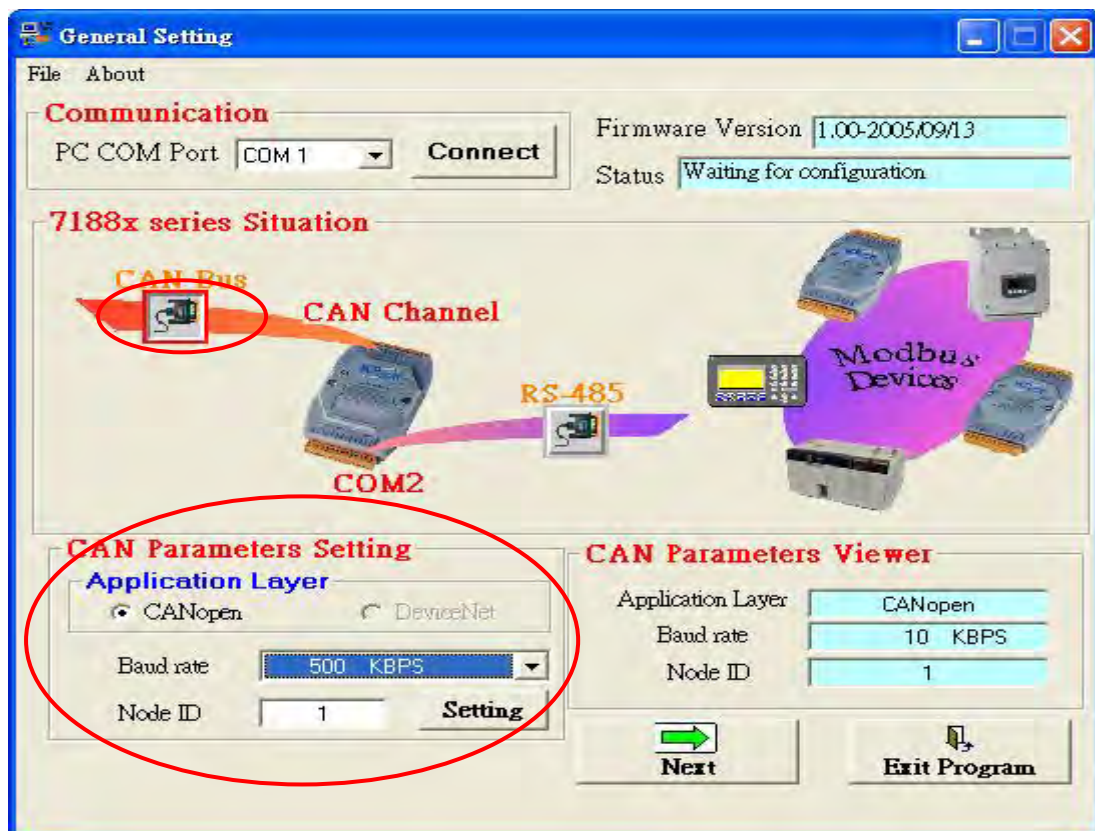 General Setting
File About
Communication
PC COM Port COM 1 Connect
Firmware Version 1.00-2005/09/13
Status Waiting for configuration
7188x series Situation
CAN Bus
CAN Channel
Modbus
Devices
RS-485
COM2
CAN Parameters Setting
Application Layer
CANopen DeviceNet
Baud rate 500 KBPS
Node ID 1 Setting
CAN Parameters Viewer
Application Layer CANopen
Baud rate 10 KBPS
Node ID 1
Next
Exit Program